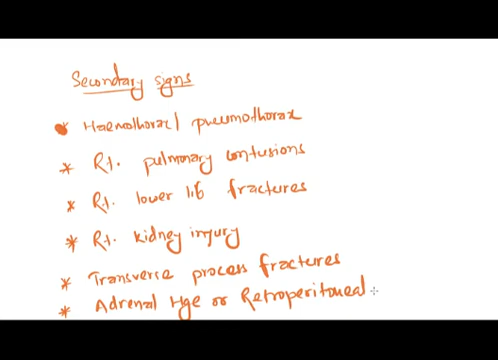 Secondary signs
Haemothorax/ pneumothorax
* Rt. pulmonary contusions
* Rt. lower rib fractures
* Rt. kidney injury
* Transverse process fractures
* Adrenal Hge or Retroperitoneal